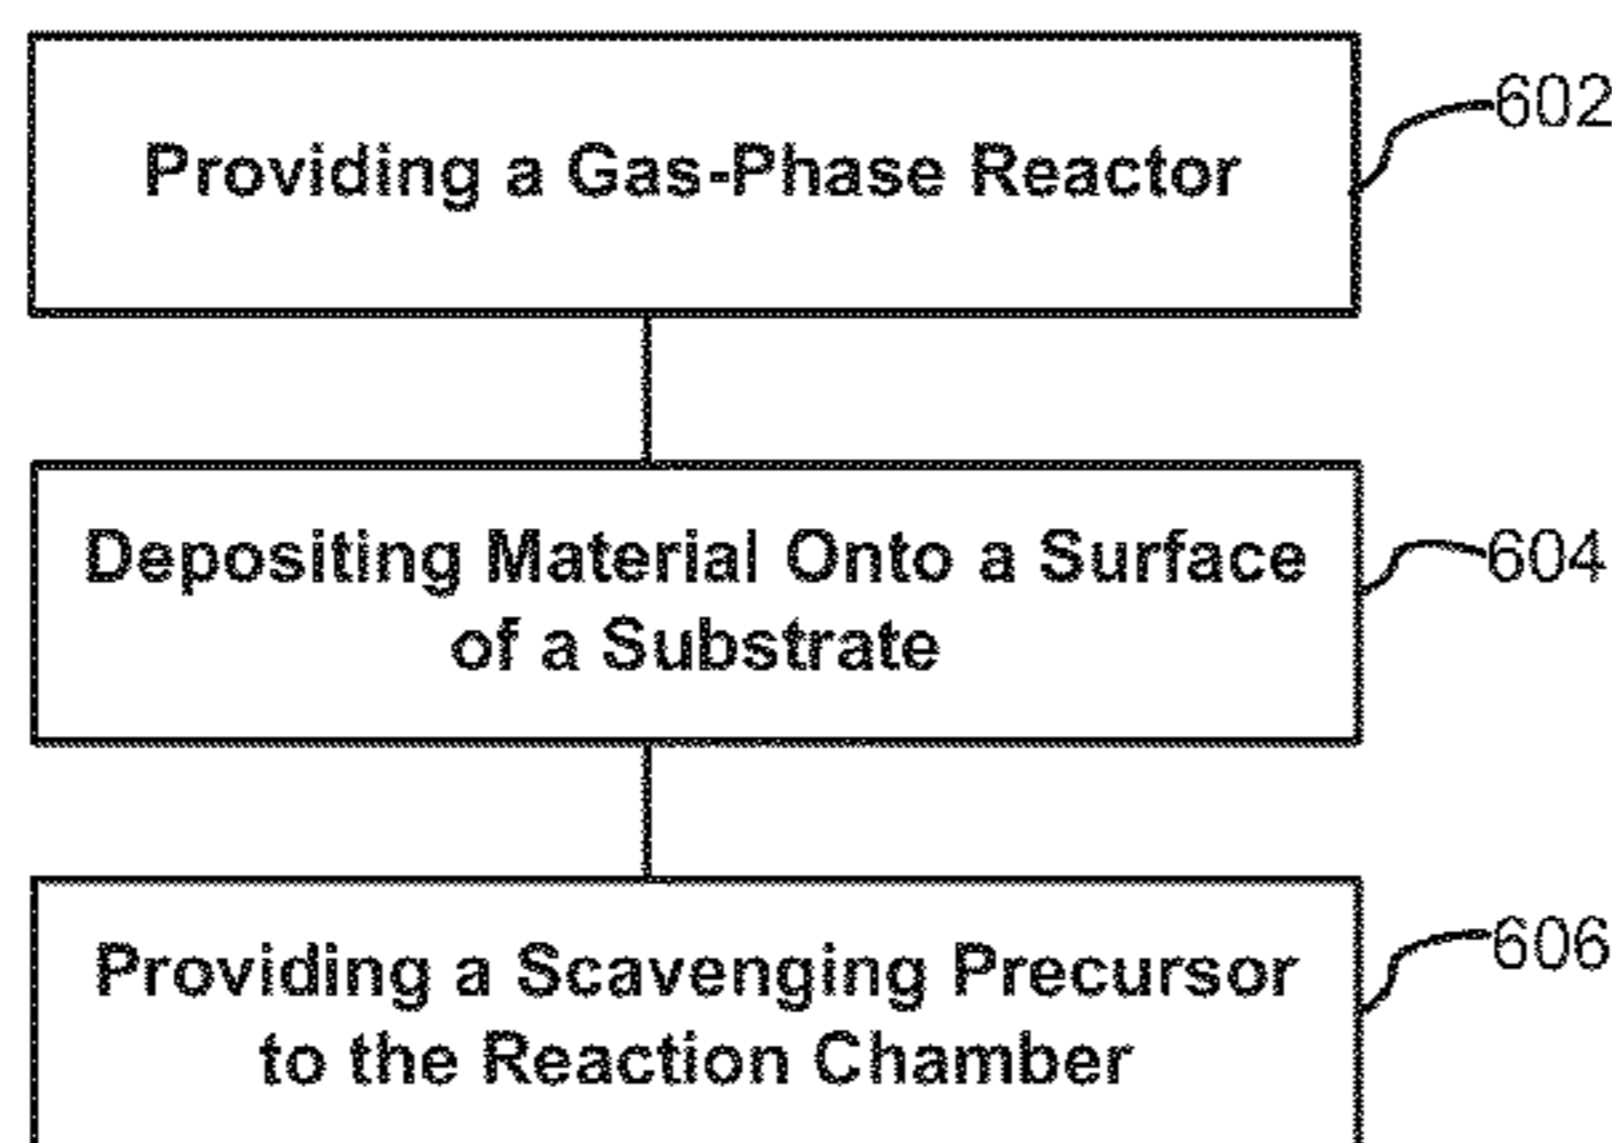 Providing a Gas-Phase Reactor
602
Depositing Material Onto a Surface
of a Substrate
604
Providing a Scavenging Precursor
to the Reaction Chamber
606